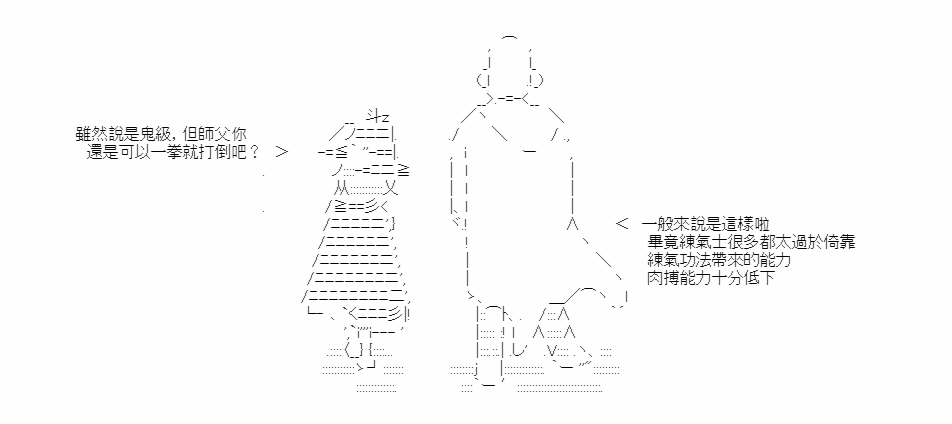 雖然說是鬼級，但師父你
還是可以一拳就打倒吧？
一般來說是這樣啦
畢竟練氣士很多都太過於倚靠
練氣功法帶來的能力
肉搏能力十分低下